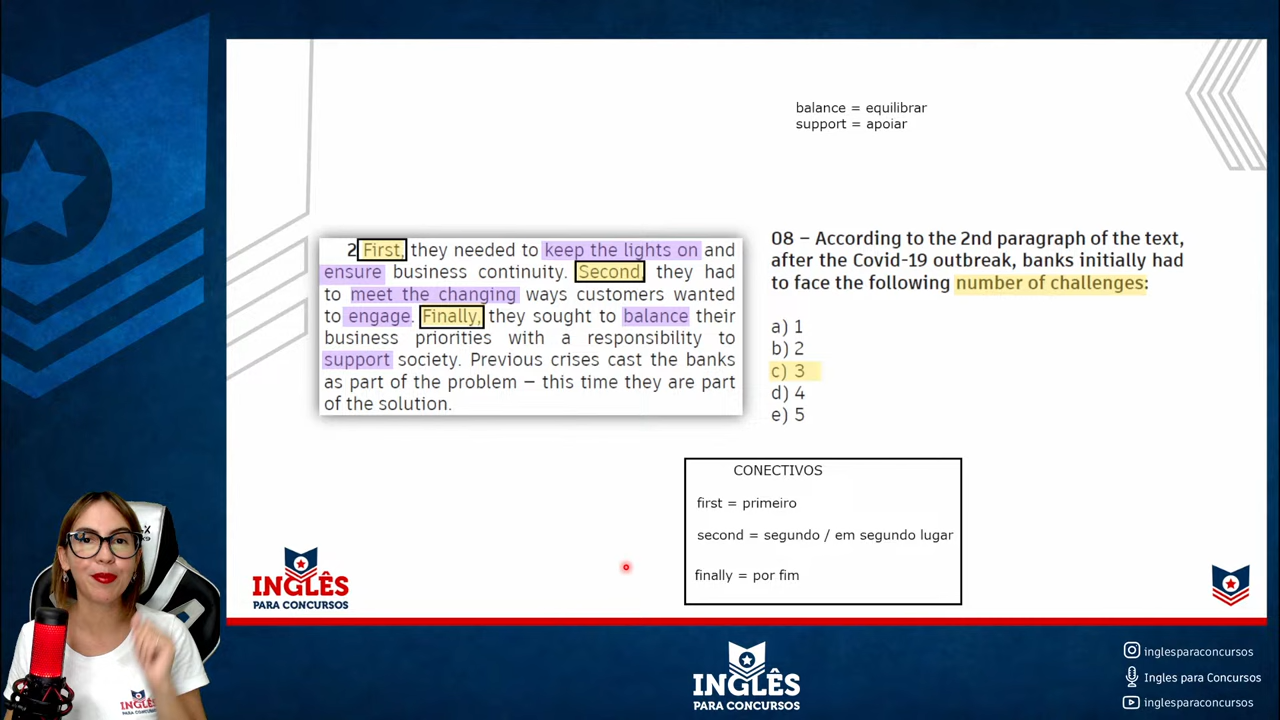 balance = equilibrar
support = apoiar
2 First, they needed to keep the lights on and
ensure business continuity. Second, they had
to meet the changing ways customers wanted
to engage. Finally, they sought to balance their
business priorities with a responsibility to
support society. Previous crises cast the banks
as part of the problem – this time they are part
of the solution.
08 – According to the 2nd paragraph of the text,
after the Covid-19 outbreak, banks initially had
to face the following number of challenges:
a) 1
b) 2
c) 3
d) 4
e) 5
CONECTIVOS
first = primeiro
second = segundo / em segundo lugar
finally = por fim
INGLÊS
PARA CONCURSOS
INGLÊS
PARA CONCURSOS
inglesparaconcursos
Ingles para Concursos
inglesparaconcursos
INGLÊS
PARA CONCURSOS